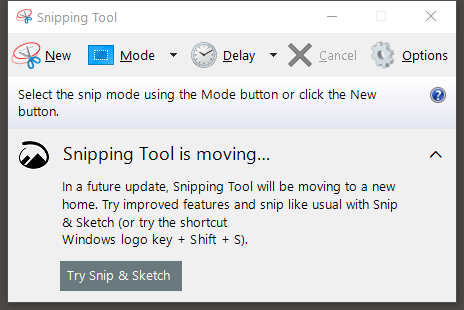 Snipping Tool
New Mode Delay Cancel Options
Select the snip mode using the Mode button or click the New
button.
Snipping Tool is moving...
In a future update, Snipping Tool will be moving to a new
home. Try improved features and snip like usual with Snip
& Sketch (or try the shortcut
Windows logo key + Shift + S).
Try Snip & Sketch